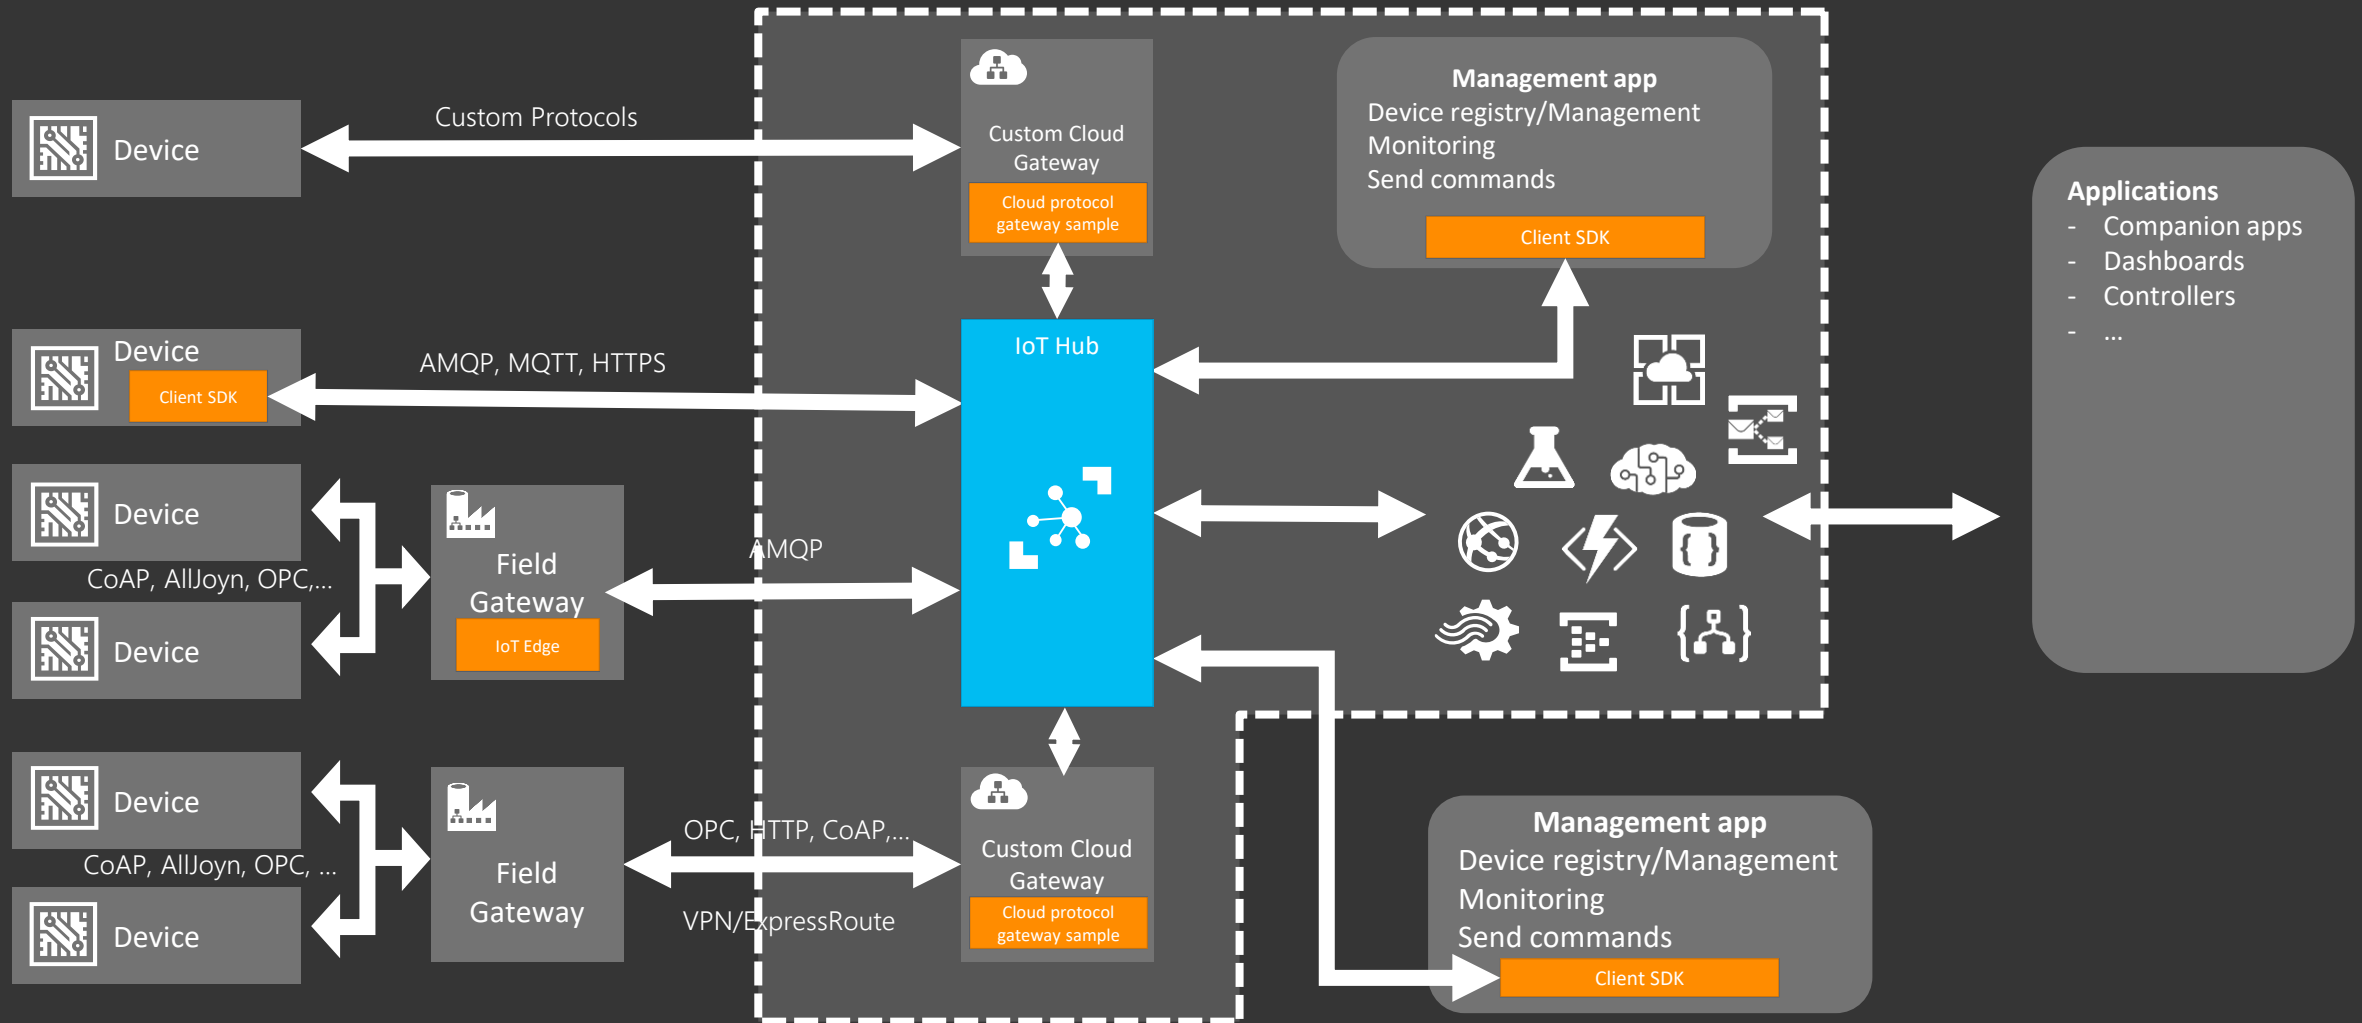 Device
Custom Protocols
Custom Cloud
Gateway
Cloud protocol
gateway sample
Management app
Device registry/Management
Monitoring
Send commands
Client SDK
Applications
- Companion apps
- Dashboards
- Controllers
- ...
Device
Client SDK
AMQP, MQTT, HTTPS
IoT Hub
Device
CoAP, AllJoyn, OPC,...
Device
Field
Gateway
IoT Edge
AMQP
Device
CoAP, AllJoyn, OPC, ...
Device
Field
Gateway
OPC, HTTP, CoAP,...
VPN/ExpressRoute
Custom Cloud
Gateway
Cloud protocol
gateway sample
Management app
Device registry/Management
Monitoring
Send commands
Client SDK